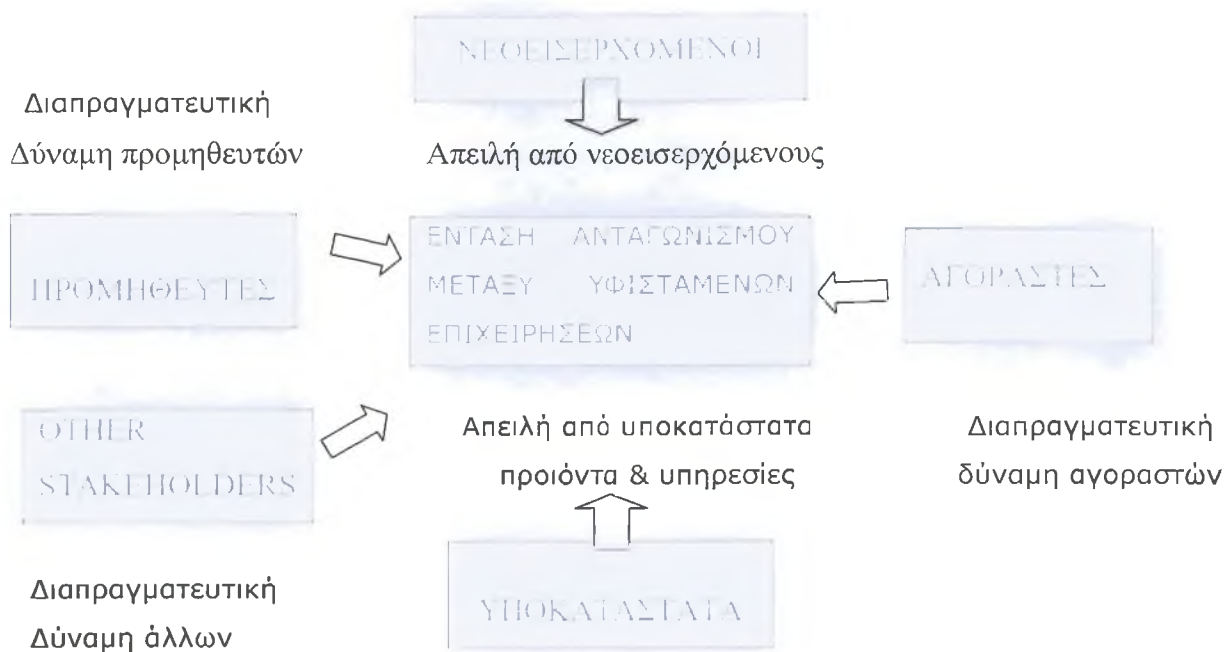 ΝΕΟΕΙΣΕΡΧΟΜΕΝΟΙ
Διαπραγματευτική
Δύναμη προμηθευτών
Απειλή από νεοεισερχόμενους
ΠΡΟΜΗΘΕΥΤΕΣ
ΕΝΤΑΣΗ ΑΝΤΑΓΩΝΙΣΜΟΥ
ΜΕΤΑΞΥ ΥΦΙΣΤΑΜΕΝΩΝ
ΕΠΙΧΕΙΡΗΣΕΩΝ
ΑΓΟΡΑΣΤΕΣ
OTHER
STAKEHOLDERS
Απειλή από υποκατάστατα
προιόντα & υπηρεσίες
Διαπραγματευτική
δύναμη αγοραστών
Διαπραγματευτική
Δύναμη άλλων
ΥΠΟΚΑΤΑΣΤΑΤΑ